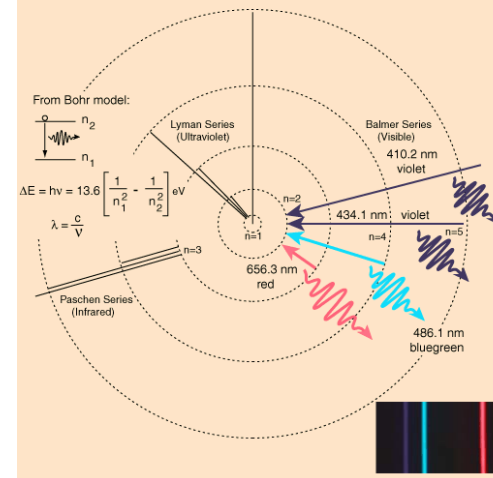 From Bohr model:
n₂
n₁
ΔE = hν = 13.6 [ 1/n₁² - 1/n₂² ] eV
λ = c/ν
Lyman Series
(Ultraviolet)
Balmer Series
(Visible)
410.2 nm
violet
n=2
434.1 nm violet
n=1
n=4
n=5
n=3
656.3 nm
red
Paschen Series
(Infrared)
486.1 nm
bluegreen